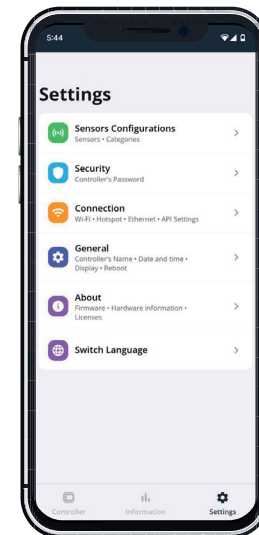 5:44
Settings
Sensors Configurations
Sensors • Categories
Security
Controller's Password
Connection
Wi-Fi • Hotspot • Ethernet • API Settings
General
Controller's Name • Date and time •
Display • Reboot
About
Firmware • Hardware Information •
Licenses
Switch Language
Controller
Information
Settings